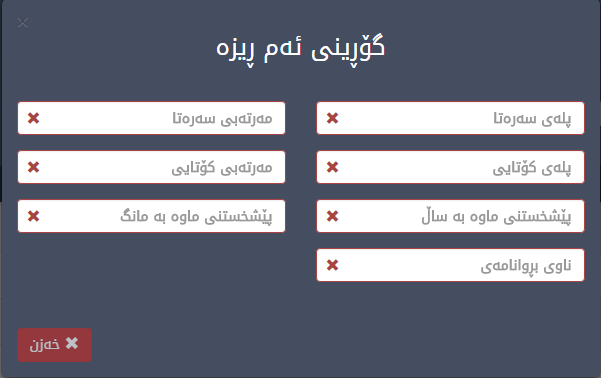 گۆڕینی ئەم ڕیزە
پلەی سەرەتا
مەرتەبی سەرەتا
پلەی کۆتایی
مەرتەبی کۆتایی
پێشخستنی ماوە بە ساڵ
پێشخستنی ماوە بە مانگ
ناوی بڕوانامەی
خەزن